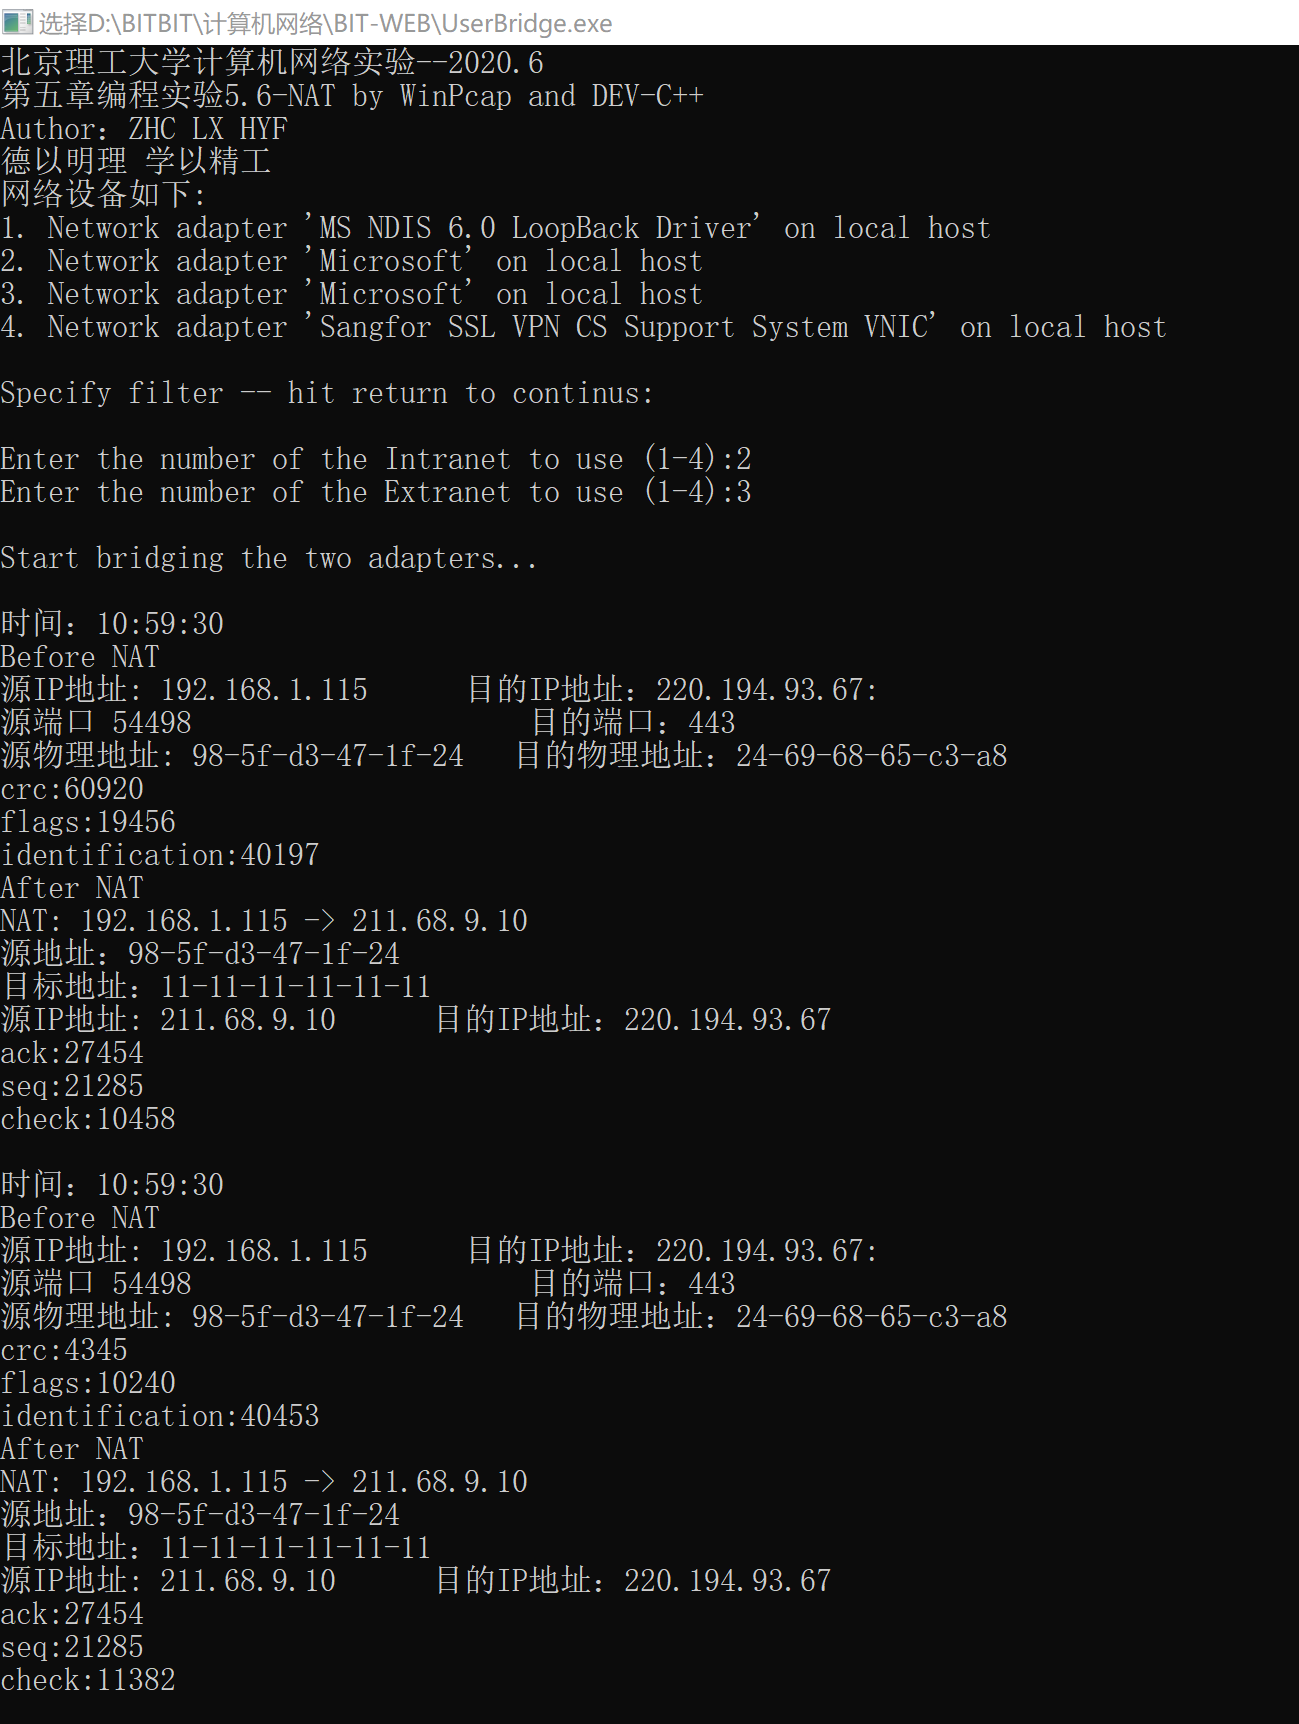 选择D:\BITBIT\计算机网络\BIT-WEB\UserBridge.exe
北京理工大学计算机网络实验--2020.6
第五章编程实验5.6-NAT by WinPcap and DEV-C++
Author：ZHC LX HYF
德以明理 学以精工
网络设备如下:
1. Network adapter 'MS NDIS 6.0 LoopBack Driver' on local host
2. Network adapter 'Microsoft' on local host
3. Network adapter 'Microsoft' on local host
4. Network adapter 'Sangfor SSL VPN CS Support System VNIC' on local host
Specify filter -- hit return to continus:
Enter the number of the Intranet to use (1-4):2
Enter the number of the Extranet to use (1-4):3
Start bridging the two adapters...
时间：10:59:30
Before NAT
源IP地址: 192.168.1.115 目的IP地址：220.194.93.67:
源端口 54498 目的端口：443
源物理地址: 98-5f-d3-47-1f-24 目的物理地址：24-69-68-65-c3-a8
crc:60920
flags:19456
identification:40197
After NAT
NAT: 192.168.1.115 -> 211.68.9.10
源地址：98-5f-d3-47-1f-24
目标地址：11-11-11-11-11-11
源IP地址: 211.68.9.10 目的IP地址：220.194.93.67
ack:27454
seq:21285
check:10458
时间：10:59:30
Before NAT
源IP地址: 192.168.1.115 目的IP地址：220.194.93.67:
源端口 54498 目的端口：443
源物理地址: 98-5f-d3-47-1f-24 目的物理地址：24-69-68-65-c3-a8
crc:4345
flags:10240
identification:40453
After NAT
NAT: 192.168.1.115 -> 211.68.9.10
源地址：98-5f-d3-47-1f-24
目标地址：11-11-11-11-11-11
源IP地址: 211.68.9.10 目的IP地址：220.194.93.67
ack:27454
seq:21285
check:11382